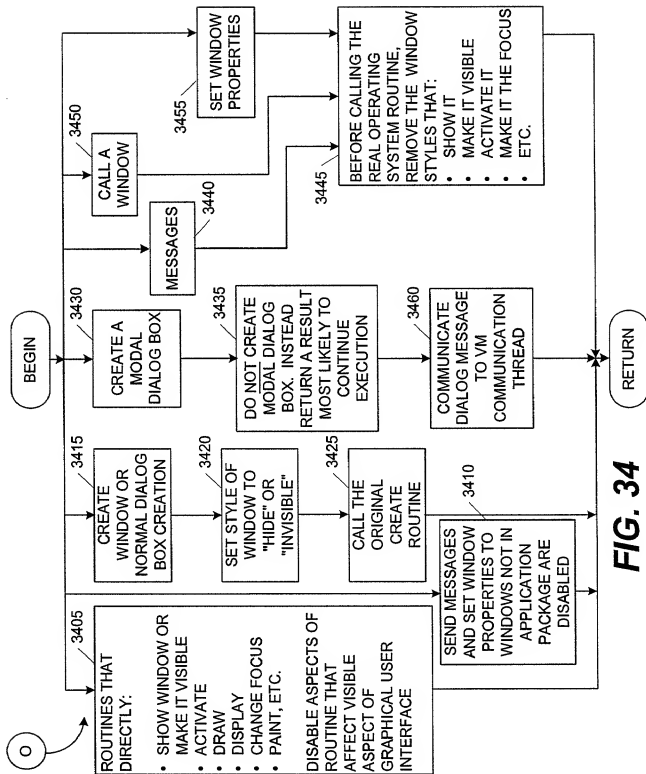 O
BEGIN
3405
ROUTINES THAT
DIRECTLY:
• SHOW WINDOW OR
MAKE IT VISIBLE
• ACTIVATE
• DRAW
• DISPLAY
• CHANGE FOCUS
• PAINT, ETC.
DISABLE ASPECTS OF
ROUTINE THAT
AFFECT VISIBLE
ASPECT OF
GRAPHICAL USER
INTERFACE
3415
CREATE
WINDOW OR
NORMAL DIALOG
BOX CREATION
3420
SET STYLE OF
WINDOW TO
"HIDE" OR
"INVISIBLE"
3425
CALL THE
ORIGINAL
CREATE
ROUTINE
3410
SEND MESSAGES
AND SET WINDOW
PROPERTIES TO
WINDOWS NOT IN
APPLICATION
PACKAGE ARE
DISABLED
3430
CREATE A
MODAL
DIALOG BOX
3435
DO NOT CREATE
MODAL DIALOG
BOX. INSTEAD
RETURN A RESULT
MOST LIKELY TO
CONTINUE
EXECUTION
3460
COMMUNICATE
DIALOG MESSAGE
TO VM
COMMUNICATION
THREAD
MESSAGES
3440
3450
CALL A
WINDOW
3455
SET WINDOW
PROPERTIES
3445
BEFORE CALLING THE
REAL OPERATING
SYSTEM ROUTINE,
REMOVE THE WINDOW
STYLES THAT:
• SHOW IT
• MAKE IT VISIBLE
• ACTIVATE IT
• MAKE IT THE FOCUS
• ETC.
RETURN
FIG. 34